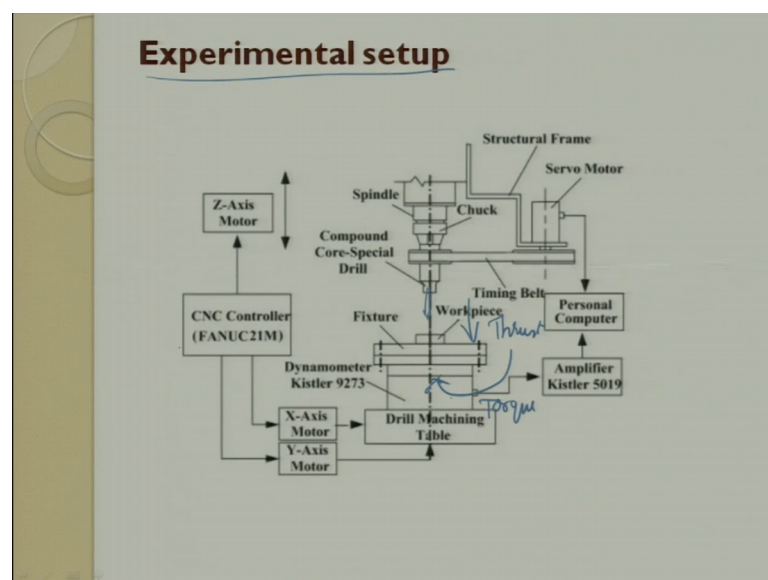 Experimental setup
Structural Frame
Servo Motor
Spindle
Chuck
Z-Axis
Motor
Compound
Core-Special
Drill
Timing Belt
Personal
Computer
CNC Controller
(FANUC21M)
Fixture
Workpiece
Thrust
Dynamometer
Kistler 9273
Amplifier
Kistler 5019
Torque
X-Axis
Motor
Drill Machining
Table
Y-Axis
Motor